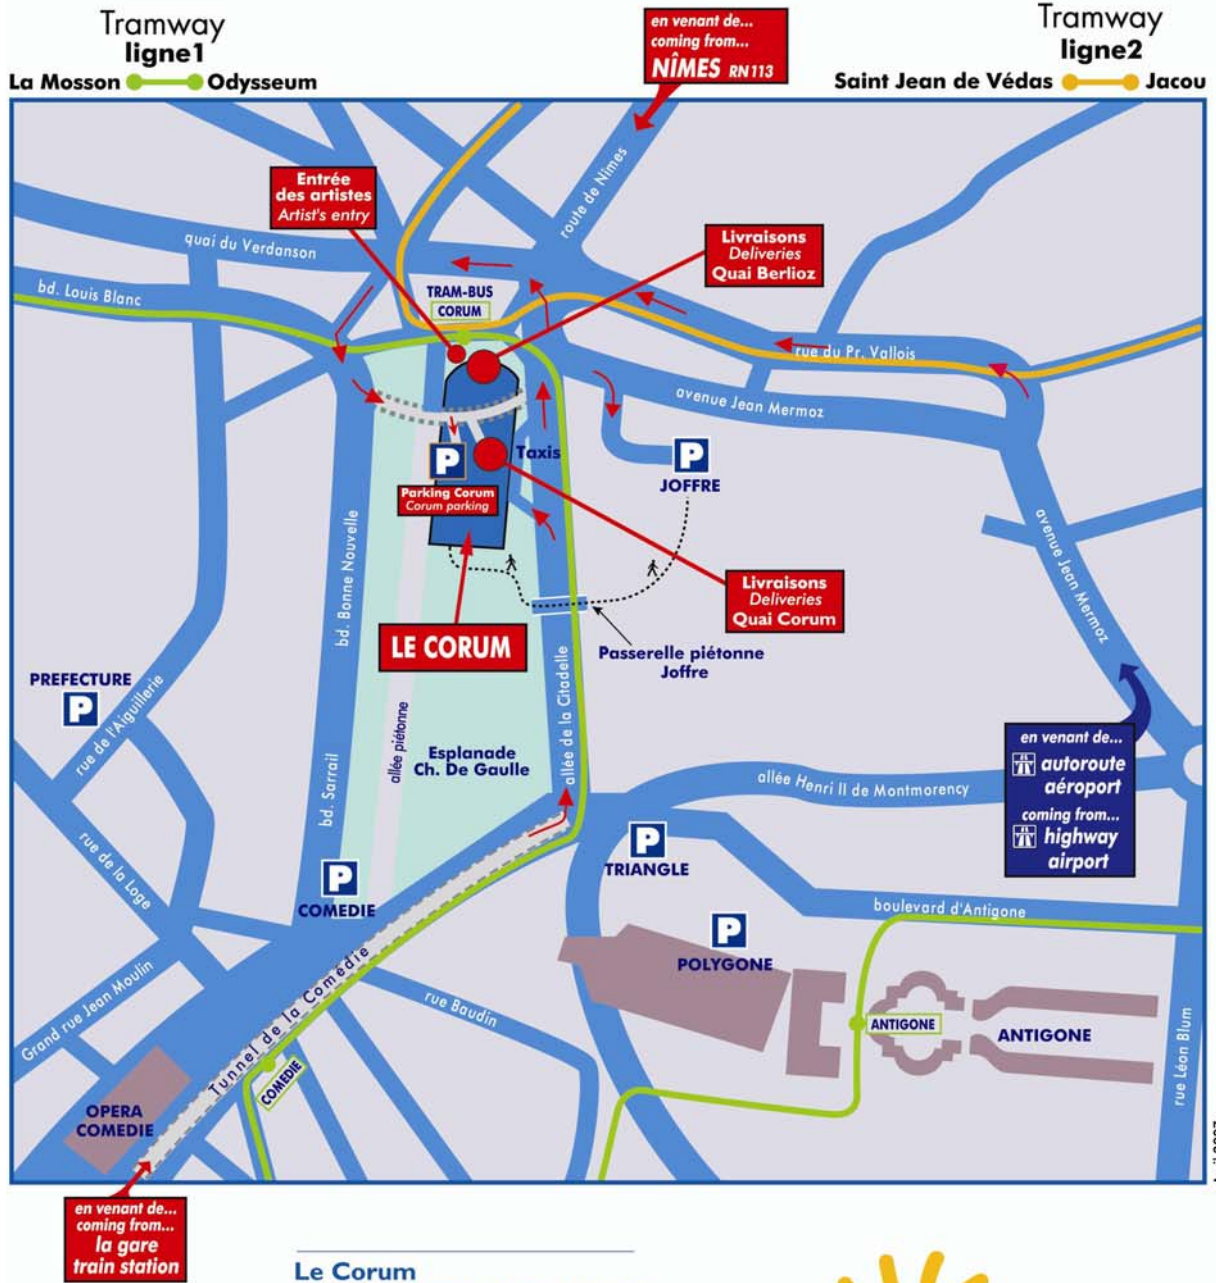 Tramway
ligne1
La Mosson
Odysseum
en venant de...
coming from...
NÎMES RN113
Tramway
ligne2
Saint Jean de Védas
Jacou
Entrée
des artistes
Artist's entry
route de Nîmes
quai du Verdanson
Livraisons
Deliveries
Quai Berlioz
bd. Louis Blanc
TRAM-BUS
CORUM
rue du Pr. Vallois
avenue Jean Mermoz
Taxis
P
P
JOFFRE
Parking Corum
Corum parking
bd. Bonne Nouvelle
avenue Jean Mermoz
Livraisons
Deliveries
Quai Corum
LE CORUM
Passerelle piétonne
Joffre
PREFECTURE
P
rue de l'Aiguillerie
allée piétonne
allée de la Citadelle
Esplanade
Ch. De Gaulle
bd. Sarrail
en venant de...
autoroute
aéroport
coming from...
highway
airport
allée Henri II de Montmorency
rue de la Loge
P
TRIANGLE
P
COMEDIE
boulevard d'Antigone
P
POLYGONE
Grand rue Jean Moulin
Tunnel de la Comédie
rue Baudin
ANTIGONE
ANTIGONE
rue Léon Blum
COMEDIE
OPERA
COMEDIE
en venant de...
coming from...
la gare
train station
Le Corum